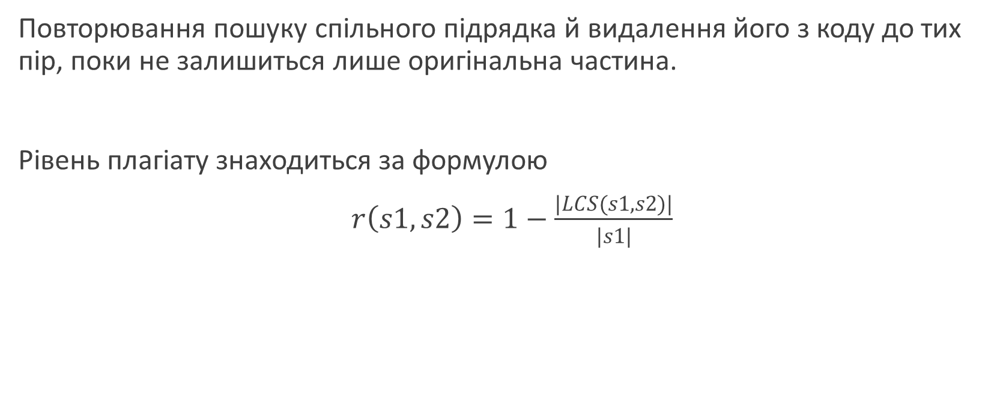 Повторювання пошуку спільного підрядка й видалення його з коду до тих
пір, поки не залишиться лише оригінальна частина.
Рівень плагіату знаходиться за формулою
r(s1, s2) = 1 − |LCS(s1,s2)| / |s1|